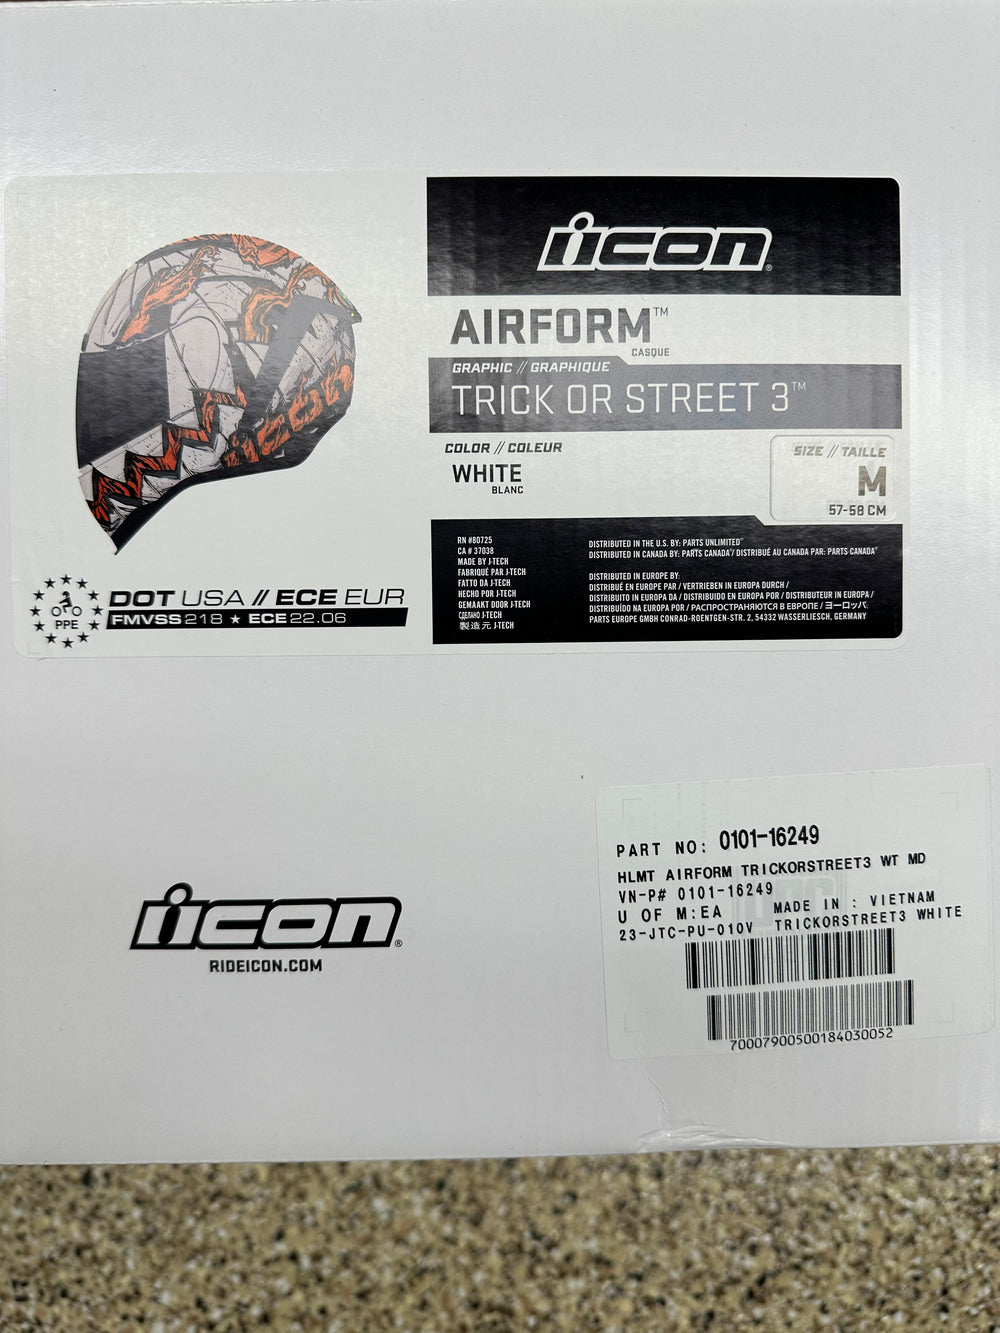 icon®
AIRFORM™
CASQUE
GRAPHIC // GRAPHIQUE
TRICK OR STREET 3™
COLOR // COLEUR
WHITE
BLANC
SIZE // TAILLE
M
57-58 CM
icon
PPE
DOT USA // ECE EUR
FMVSS 218 ★ ECE 22.06
RN #80725
CA # 37038
MADE BY J-TECH
FABRIQUÉ PAR J-TECH
FATTO DA J-TECH
HECHO POR J-TECH
GEMAAKT DOOR J-TECH
СДЕЛАНО J-TECH
製造元 J-TECH
DISTRIBUTED IN THE U.S. BY: PARTS UNLIMITED®
DISTRIBUTED IN CANADA BY: PARTS CANADA®/ DISTRIBUÉ AU CANADA PAR: PARTS CANADA®
DISTRIBUTED IN EUROPE BY:
DISTRIBUÉ EN EUROPE PAR / VERTRIEBEN IN EUROPA DURCH /
DISTRIBUITO IN EUROPA DA / DISTRIBUIDO EN EUROPA POR / DISTRIBUTEUR IN EUROPA /
DISTRIBUÍDO NA EUROPA POR / РАСПРОСТРАНЯЮТСЯ В ЕВРОПЕ / ヨーロッパ.
PARTS EUROPE GMBH CONRAD-ROENTGEN-STR. 2, 54332 WASSERLIESCH, GERMANY
icon®
RIDEICON.COM
PART NO: 0101-16249
HLMT AIRFORM TRICKORSTREET3 WT MD
VN-P# 0101-16249
U OF M:EA MADE IN : VIETNAM
23-JTC-PU-010V TRICKORSTREET3 WHITE
70007900500184030052